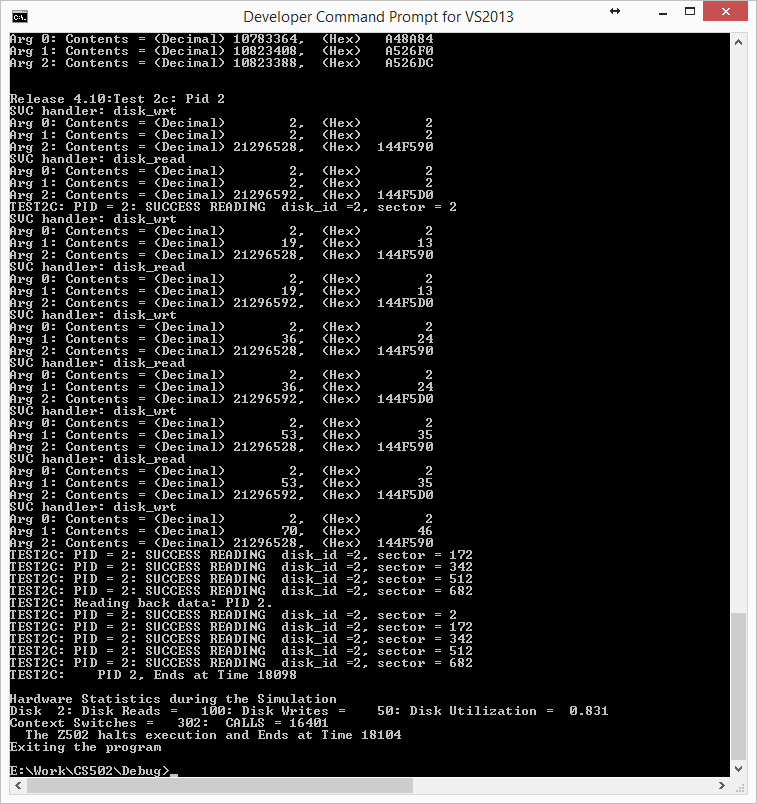 Developer Command Prompt for VS2013
Arg 0: Contents = (Decimal) 10783364,  (Hex)   A48A84
Arg 1: Contents = (Decimal) 10823408,  (Hex)   A526F0
Arg 2: Contents = (Decimal) 10823388,  (Hex)   A526DC
Release 4.10:Test 2c: Pid 2
SVC handler: disk_wrt
Arg 0: Contents = (Decimal)        2,  (Hex)        2
Arg 1: Contents = (Decimal)        2,  (Hex)        2
Arg 2: Contents = (Decimal) 21296528,  (Hex)  144F590
SVC handler: disk_read
Arg 0: Contents = (Decimal)        2,  (Hex)        2
Arg 1: Contents = (Decimal)        2,  (Hex)        2
Arg 2: Contents = (Decimal) 21296592,  (Hex)  144F5D0
TEST2C: PID = 2: SUCCESS READING  disk_id =2, sector = 2
SVC handler: disk_wrt
Arg 0: Contents = (Decimal)        2,  (Hex)        2
Arg 1: Contents = (Decimal)       19,  (Hex)       13
Arg 2: Contents = (Decimal) 21296528,  (Hex)  144F590
SVC handler: disk_read
Arg 0: Contents = (Decimal)        2,  (Hex)        2
Arg 1: Contents = (Decimal)       19,  (Hex)       13
Arg 2: Contents = (Decimal) 21296592,  (Hex)  144F5D0
SVC handler: disk_wrt
Arg 0: Contents = (Decimal)        2,  (Hex)        2
Arg 1: Contents = (Decimal)       36,  (Hex)       24
Arg 2: Contents = (Decimal) 21296528,  (Hex)  144F590
SVC handler: disk_read
Arg 0: Contents = (Decimal)        2,  (Hex)        2
Arg 1: Contents = (Decimal)       36,  (Hex)       24
Arg 2: Contents = (Decimal) 21296592,  (Hex)  144F5D0
SVC handler: disk_wrt
Arg 0: Contents = (Decimal)        2,  (Hex)        2
Arg 1: Contents = (Decimal)       53,  (Hex)       35
Arg 2: Contents = (Decimal) 21296528,  (Hex)  144F590
SVC handler: disk_read
Arg 0: Contents = (Decimal)        2,  (Hex)        2
Arg 1: Contents = (Decimal)       53,  (Hex)       35
Arg 2: Contents = (Decimal) 21296592,  (Hex)  144F5D0
SVC handler: disk_wrt
Arg 0: Contents = (Decimal)        2,  (Hex)        2
Arg 1: Contents = (Decimal)       70,  (Hex)       46
Arg 2: Contents = (Decimal) 21296528,  (Hex)  144F590
TEST2C: PID = 2: SUCCESS READING  disk_id =2, sector = 172
TEST2C: PID = 2: SUCCESS READING  disk_id =2, sector = 342
TEST2C: PID = 2: SUCCESS READING  disk_id =2, sector = 512
TEST2C: PID = 2: SUCCESS READING  disk_id =2, sector = 682
TEST2C: Reading back data: PID 2.
TEST2C: PID = 2: SUCCESS READING  disk_id =2, sector = 2
TEST2C: PID = 2: SUCCESS READING  disk_id =2, sector = 172
TEST2C: PID = 2: SUCCESS READING  disk_id =2, sector = 342
TEST2C: PID = 2: SUCCESS READING  disk_id =2, sector = 512
TEST2C: PID = 2: SUCCESS READING  disk_id =2, sector = 682
TEST2C:    PID 2, Ends at Time 18098
Hardware Statistics during the Simulation
Disk  2: Disk Reads =   100: Disk Writes =    50: Disk Utilization =  0.831
Context Switches =   302:  CALLS = 16401
  The Z502 halts execution and Ends at Time 18104
Exiting the program
E:\Work\CS502\Debug>_